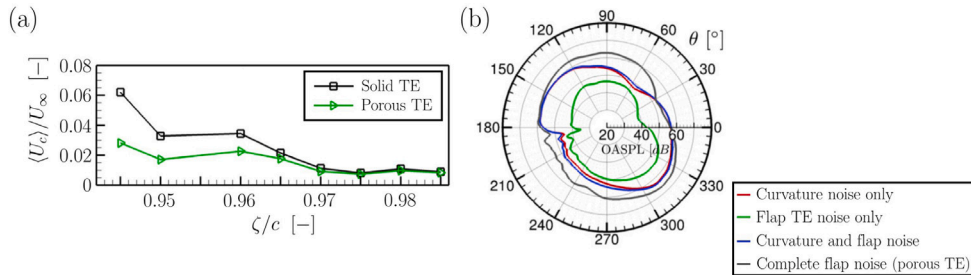 (a)
⟨U_c⟩/U_∞ [−]
0.08
0.06
0.04
0.02
0
Solid TE
Porous TE
0.95
0.96
0.97
0.98
ζ/c [−]
(b)
90
120
60
θ [°]
150
30
180
0
20 40 60
OASPL [dB]
210
330
240
300
270
Curvature noise only
Flap TE noise only
Curvature and flap noise
Complete flap noise (porous TE)